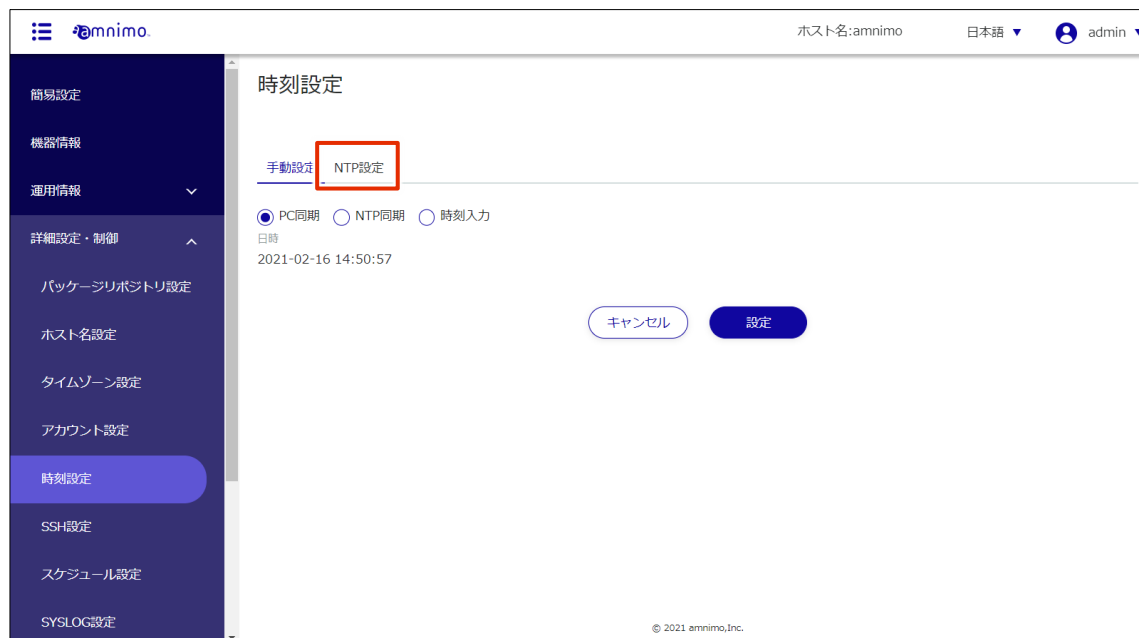 amnimo.
ホスト名:amnimo
日本語 ▼
admin ▼
簡易設定
機器情報
運用情報
詳細設定・制御
パッケージリポジトリ設定
ホスト名設定
タイムゾーン設定
アカウント設定
時刻設定
SSH設定
スケジュール設定
SYSLOG設定
時刻設定
手動設定 NTP設定
PC同期 NTP同期 時刻入力
日時
2021-02-16 14:50:57
キャンセル 設定
© 2021 amnimo,Inc.